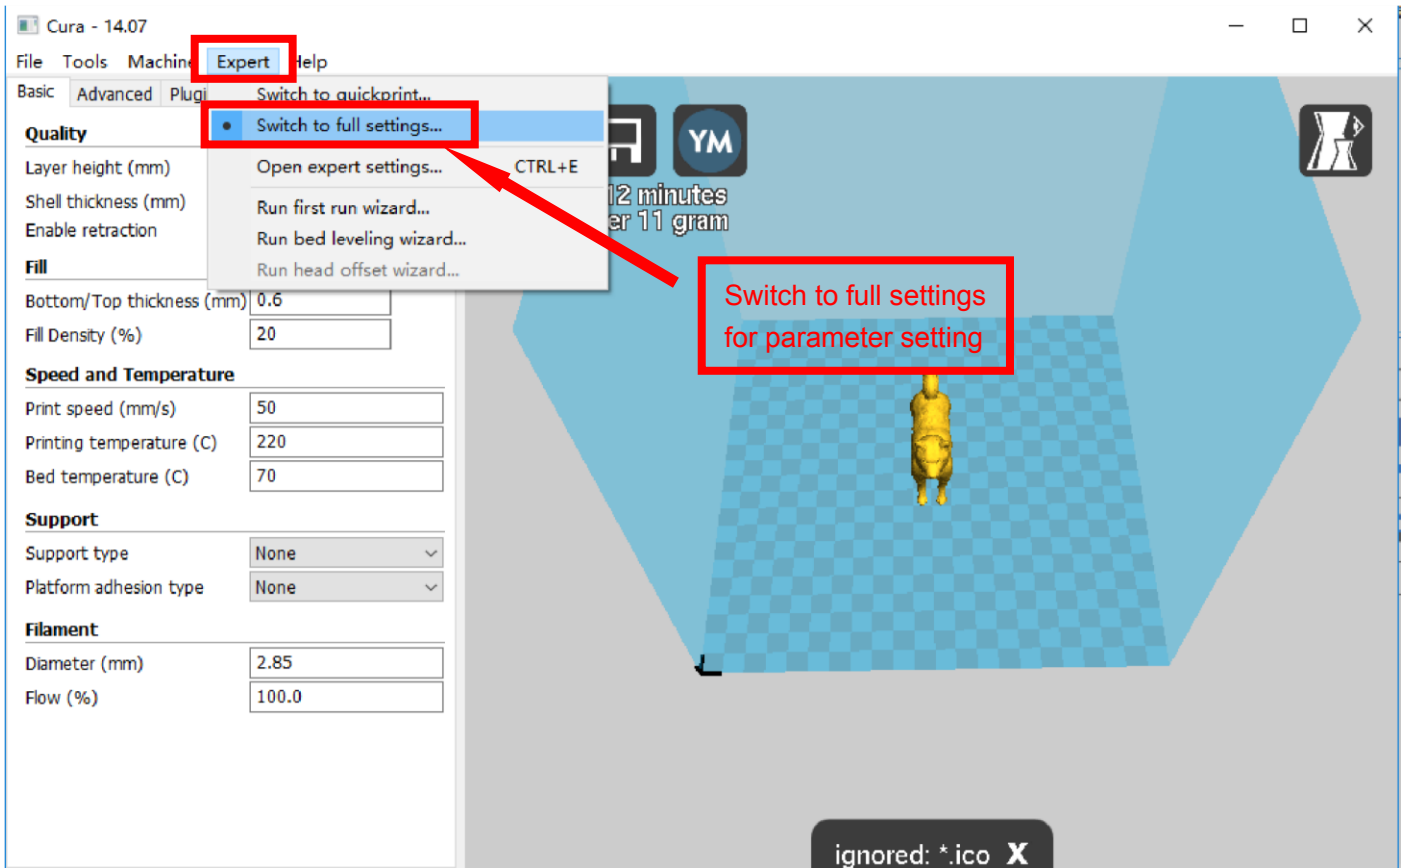 Cura - 14.07
File Tools Machine Expert Help
Basic Advanced Plugi
Switch to quickprint...
Switch to full settings...
Open expert settings... CTRL+E
Run first run wizard...
Run bed leveling wizard...
Run head offset wizard...
Quality
Layer height (mm)
Shell thickness (mm)
Enable retraction
Fill
Bottom/Top thickness (mm) 0.6
Fill Density (%) 20
Speed and Temperature
Print speed (mm/s) 50
Printing temperature (C) 220
Bed temperature (C) 70
Support
Support type None
Platform adhesion type None
Filament
Diameter (mm) 2.85
Flow (%) 100.0
YM
12 minutes
er 11 gram
Switch to full settings
for parameter setting
ignored: *.ico X